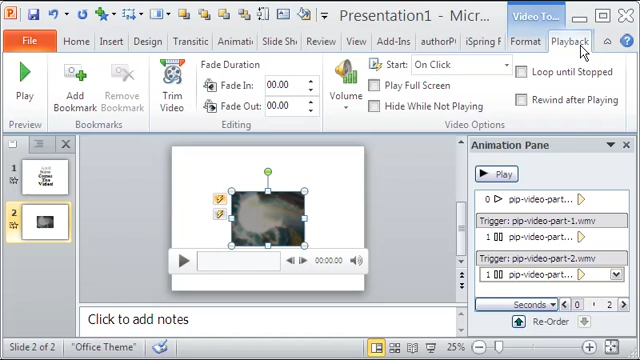 Presentation1 - Micr...
Video To...
File
Home
Insert
Design
Transitic
Animati
Slide Sh
Review
View
Add-Ins
authorP
iSpring F
Format
Playback
Play
Preview
Add Bookmark
Remove Bookmark
Bookmarks
Trim Video
Fade Duration
Fade In: 00.00
Fade Out: 00.00
Editing
Volume
Start: On Click
Play Full Screen
Hide While Not Playing
Loop until Stopped
Rewind after Playing
Video Options
1
2
Comes
Video!
00:00.00
Click to add notes
Animation Pane
Play
0 pip-video-part...
Trigger: pip-video-part-1.wmv
1 pip-video-part...
Trigger: pip-video-part-2.wmv
1 pip-video-part...
Seconds
0
2
Re-Order
Slide 2 of 2
"Office Theme"
25%